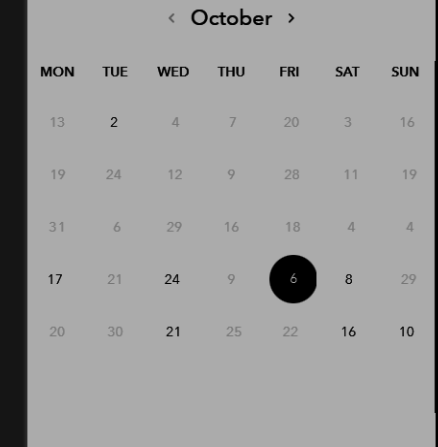 ‹ October ›
MON TUE WED THU FRI SAT SUN
13 2 4 7 20 3 16
19 24 12 9 28 11 19
31 6 29 16 18 4 4
17 21 24 9 6 8 29
20 30 21 25 22 16 10